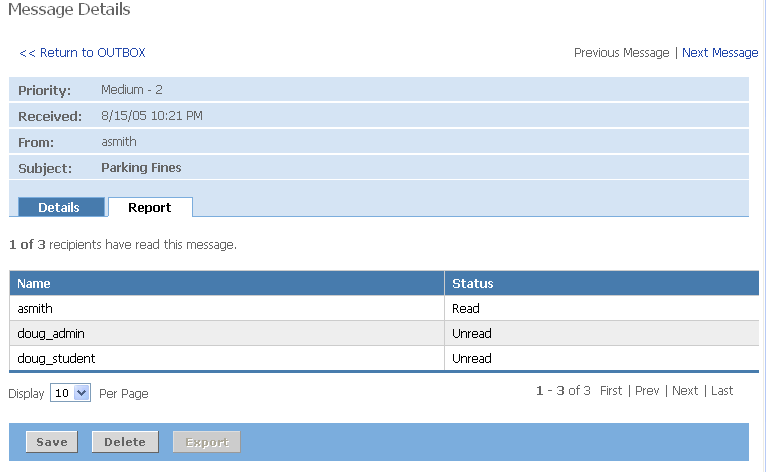 Message Details
<< Return to OUTBOX Previous Message | Next Message
Priority: Medium - 2
Received: 8/15/05 10:21 PM
From: asmith
Subject: Parking Fines
Details Report
1 of 3 recipients have read this message.
Name Status
asmith Read
doug_admin Unread
doug_student Unread
Display 10 Per Page 1 - 3 of 3 First | Prev | Next | Last
Save Delete Export